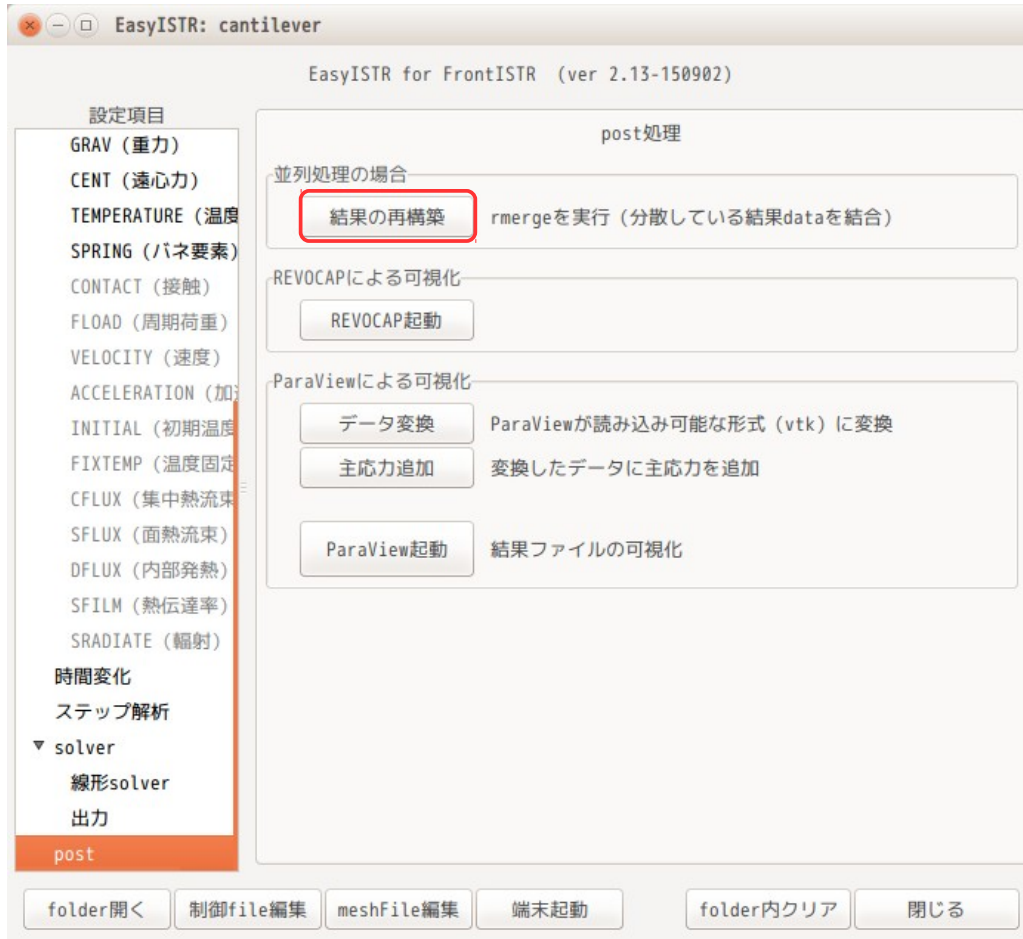 EasyISTR: cantilever
EasyISTR for FrontISTR (ver 2.13-150902)
設定項目
GRAV (重力)
CENT (遠心力)
TEMPERATURE (温度
SPRING (バネ要素)
CONTACT (接触)
FLOAD (周期荷重)
VELOCITY (速度)
ACCELERATION (加
INITIAL (初期温度
FIXTEMP (温度固定
CFLUX (集中熱流束
SFLUX (面熱流束)
DFLUX (内部発熱)
SFILM (熱伝達率)
SRADIATE (輻射)
時間変化
ステップ解析
solver
線形solver
出力
post
post処理
並列処理の場合
結果の再構築 rmergeを実行 (分散している結果dataを結合)
REVOCAPによる可視化
REVOCAP起動
ParaViewによる可視化
データ変換 ParaViewが読み込み可能な形式 (vtk) に変換
主応力追加 変換したデータに主応力を追加
ParaView起動 結果ファイルの可視化
folder開く 制御file編集 meshFile編集 端末起動 folder内クリア 閉じる